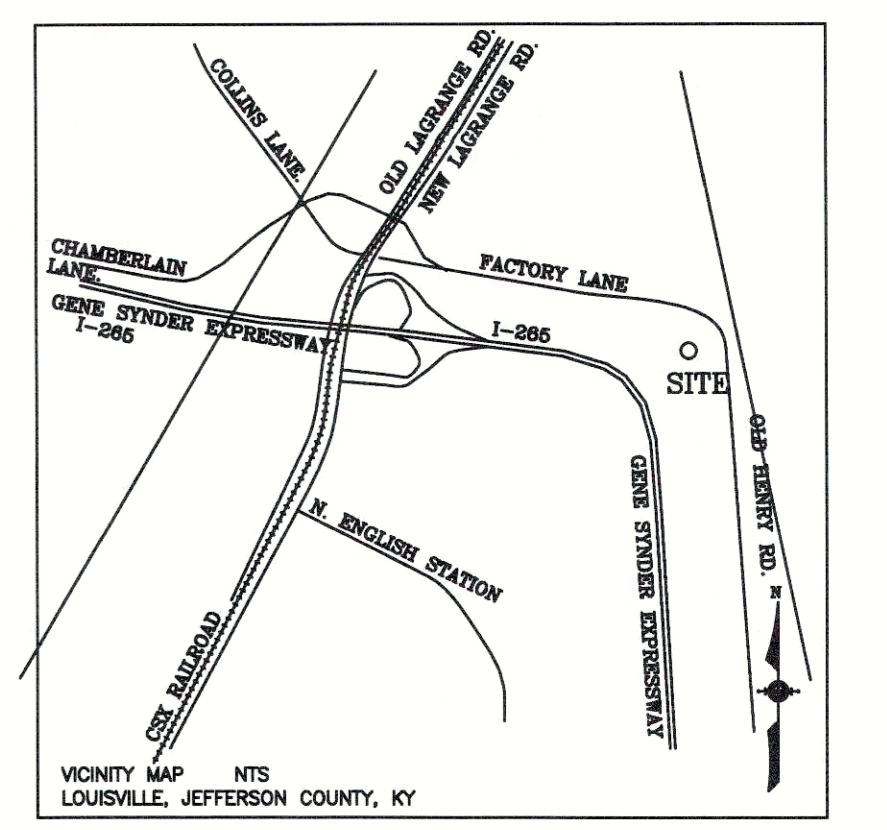 COLLINS LANE.
OLD LAGRANGE RD.
NEW LAGRANGE RD.
CHAMBERLAIN
LANE.
FACTORY LANE
GENE SYNDER EXPRESSWAY
I-265
I-265
SITE
OLD HENRY RD.
GENE SYNDER EXPRESSWAY
N. ENGLISH STATION
CSX RAILROAD
N
VICINITY MAP NTS
LOUISVILLE, JEFFERSON COUNTY, KY